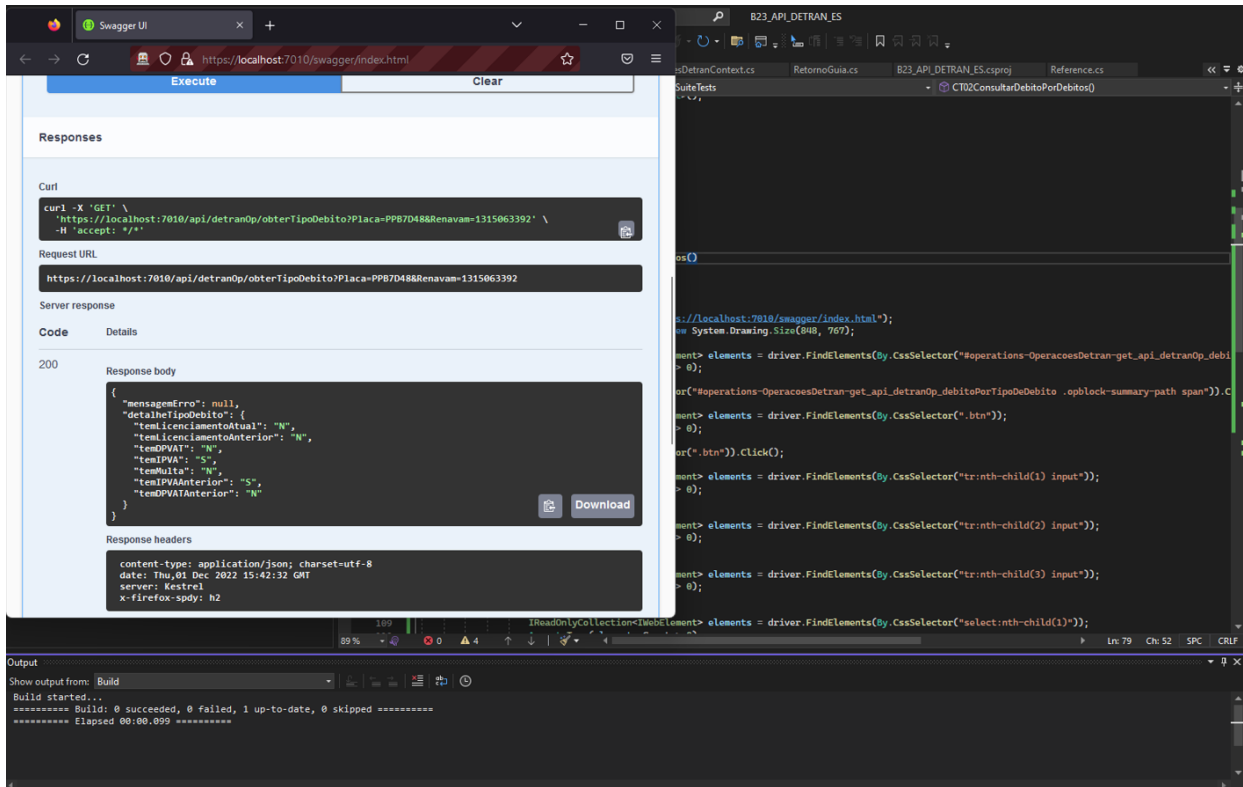 Swagger UI
https://localhost:7010/swagger/index.html
Execute
Clear
Responses
Curl
curl -X 'GET' \
'https://localhost:7010/api/detranOp/obterTipoDebito?Placa=PPB7D48&Renavam=1315063392' \
-H 'accept: */*'
Request URL
https://localhost:7010/api/detranOp/obterTipoDebito?Placa=PPB7D48&Renavam=1315063392
Server response
Code Details
200
Response body
{
"mensagemErro": null,
"detalheTipoDebito": {
"temLicenciamentoAtual": "N",
"temLicenciamentoAnterior": "N",
"temDPVAT": "N",
"temIPVA": "S",
"temMulta": "N",
"temIPVAAnterior": "S",
"temDPVATAnterior": "N"
}
}
Download
Response headers
content-type: application/json; charset=utf-8
date: Thu,01 Dec 2022 15:42:32 GMT
server: Kestrel
x-firefox-spdy: h2
B23_API_DETRAN_ES
esDetranContext.cs RetornoGuia.cs B23_API_DETRAN_ES.csproj Reference.cs
SuiteTests CT02ConsultarDebitoPorDebitos()
os()
s://localhost:7010/swagger/index.html");
ew System.Drawing.Size(848, 767);
ment> elements = driver.FindElements(By.CssSelector("#operations-OperacoesDetran-get_api_detranOp_debi
> 0);
or("#operations-OperacoesDetran-get_api_detranOp_debitoPorTipoDeDebito .opblock-summary-path span")).C
ment> elements = driver.FindElements(By.CssSelector(".btn"));
> 0);
or(".btn")).Click();
ment> elements = driver.FindElements(By.CssSelector("tr:nth-child(1) input"));
> 0);
ment> elements = driver.FindElements(By.CssSelector("tr:nth-child(2) input"));
> 0);
ment> elements = driver.FindElements(By.CssSelector("tr:nth-child(3) input"));
> 0);
109 IReadOnlyCollection<IWebElement> elements = driver.FindElements(By.CssSelector("select:nth-child(1)"));
89 % 0 4 Ln: 79 Ch: 52 SPC CRLF
Output
Show output from: Build
Build started...
========== Build: 0 succeeded, 0 failed, 1 up-to-date, 0 skipped ==========
========== Elapsed 00:00.099 ==========